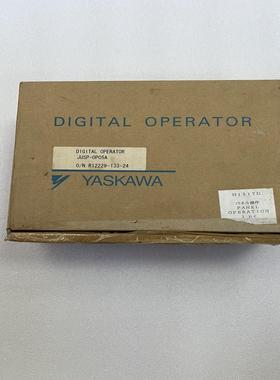 DIGITAL OPERATOR
DIGITAL OPERATOR
JUSP-OP05A
O/N R12229-133-24
YASKAWA
パネル操作
PANEL
OPERATION